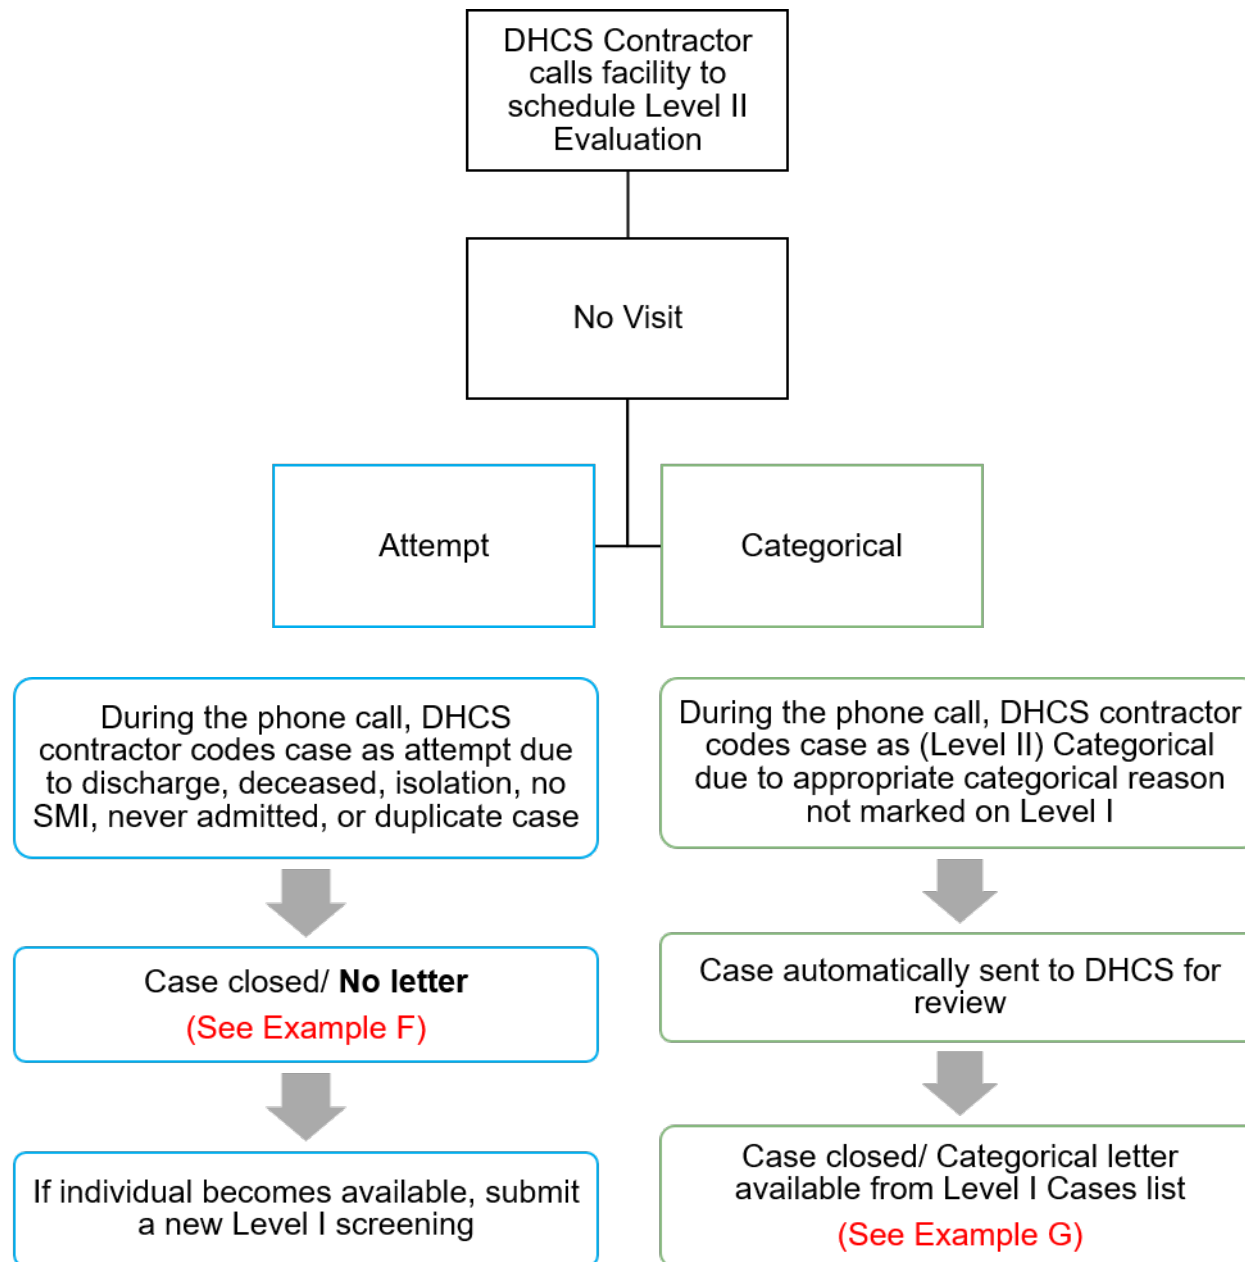 DHCS Contractor
calls facility to
schedule Level II
Evaluation
No Visit
Attempt
Categorical
During the phone call, DHCS
contractor codes case as attempt due
to discharge, deceased, isolation, no
SMI, never admitted, or duplicate case
Case closed/ No letter
(See Example F)
If individual becomes available, submit
a new Level I screening
During the phone call, DHCS contractor
codes case as (Level II) Categorical
due to appropriate categorical reason
not marked on Level I
Case automatically sent to DHCS for
review
Case closed/ Categorical letter
available from Level I Cases list
(See Example G)